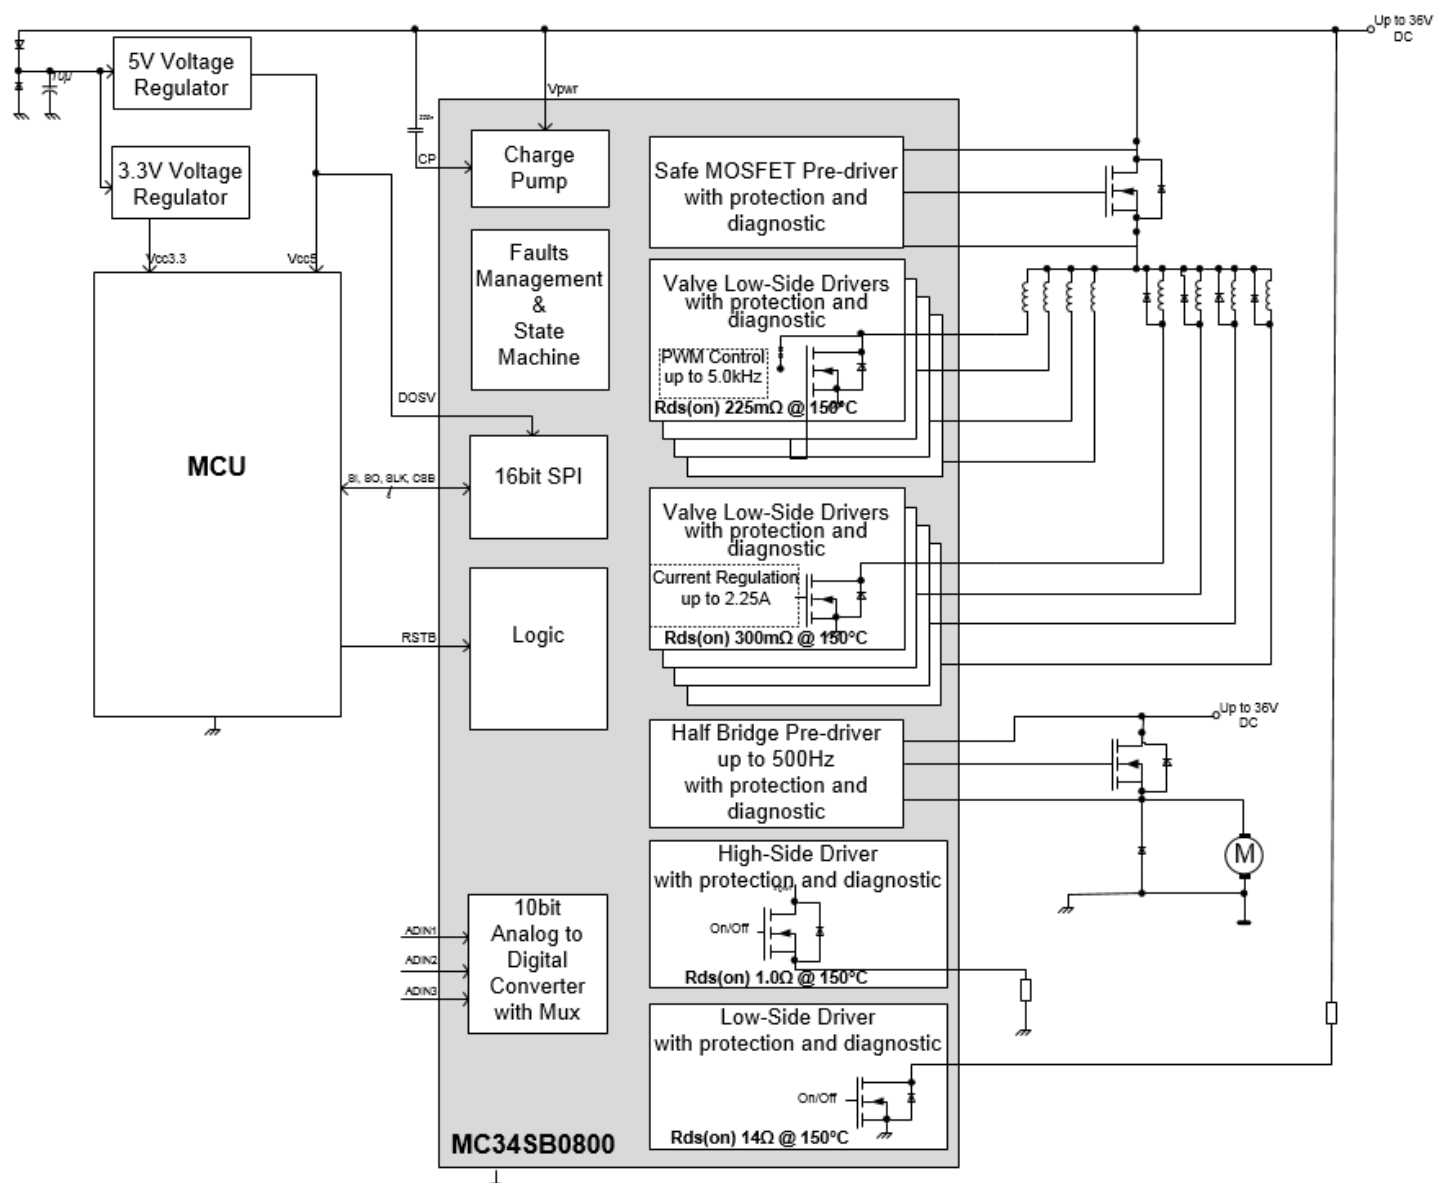 Up to 36V
DC
5V Voltage
Regulator
10µ
3.3V Voltage
Regulator
Vcc3.3
Vcc5
MCU
Vpwr
CP
Charge
Pump
Faults
Management
&
State
Machine
DOSV
SI, SO, SLK, CSB
16bit SPI
RSTB
Logic
ADIN1
ADIN2
ADIN3
10bit
Analog to
Digital
Converter
with Mux
MC34SB0800
Safe MOSFET Pre-driver
with protection and
diagnostic
Valve Low-Side Drivers
with protection and
diagnostic
PWM Control
up to 5.0kHz
Rds(on) 225mΩ @ 150°C
Valve Low-Side Drivers
with protection and
diagnostic
Current Regulation
up to 2.25A
Rds(on) 300mΩ @ 150°C
Half Bridge Pre-driver
up to 500Hz
with protection and
diagnostic
Up to 36V
DC
M
High-Side Driver
with protection and diagnostic
On/Off
Rds(on) 1.0Ω @ 150°C
Low-Side Driver
with protection and diagnostic
On/Off
Rds(on) 14Ω @ 150°C